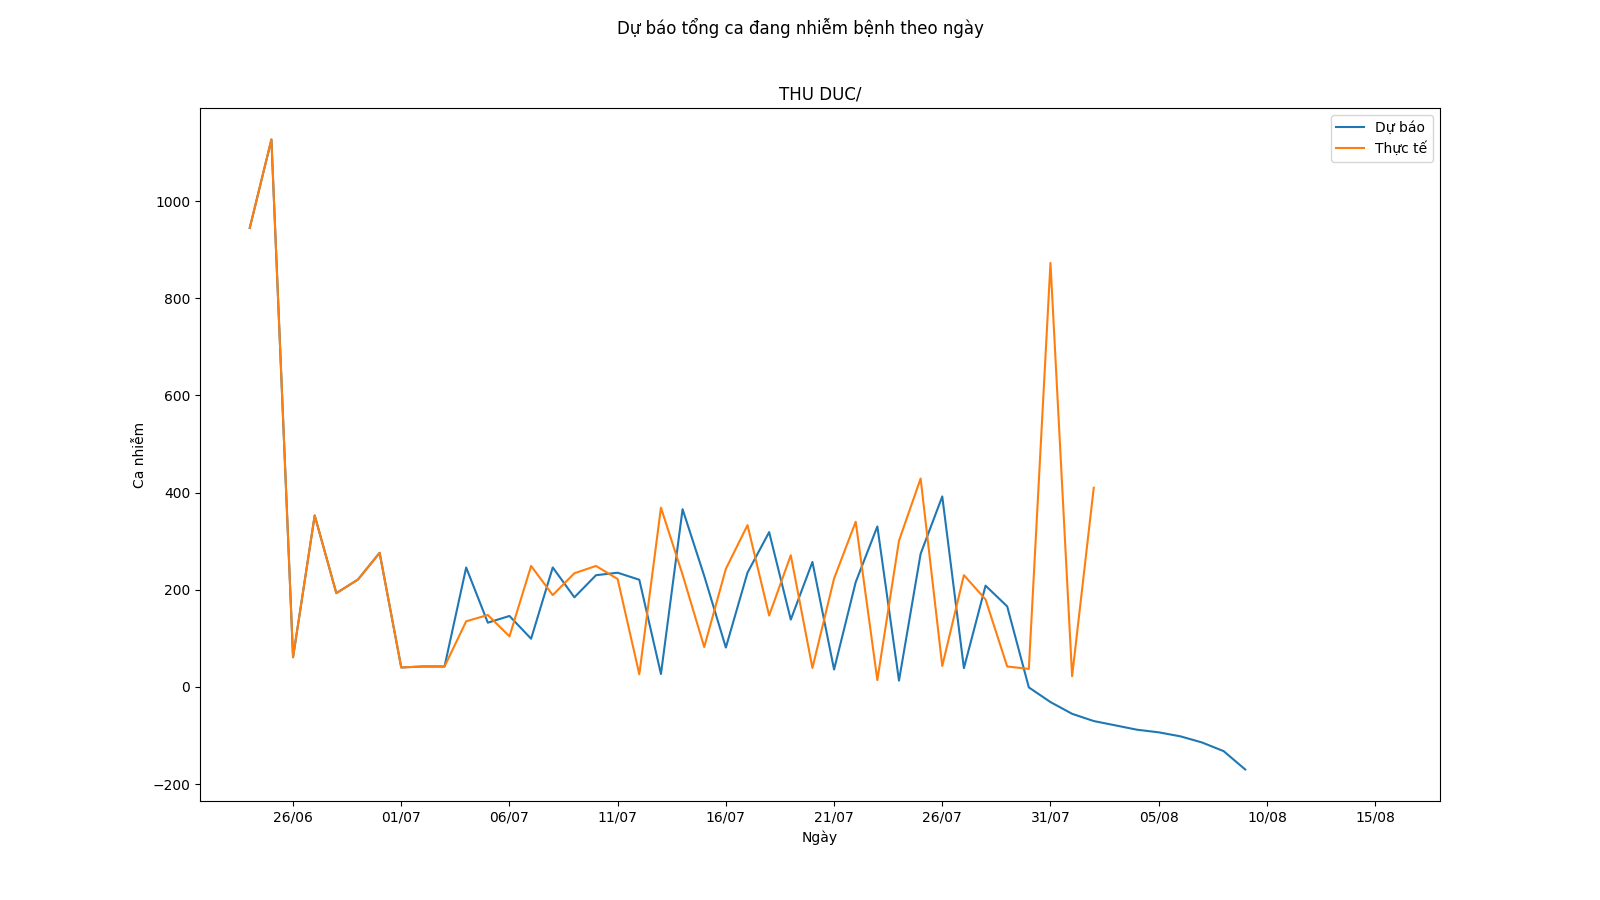 Dự báo tổng ca đang nhiễm bệnh theo ngày
THU DUC/
Dự báo
Thực tế
1000
800
600
400
200
0
−200
Ca nhiễm
26/06 01/07 06/07 11/07 16/07 21/07 26/07 31/07 05/08 10/08 15/08
Ngày